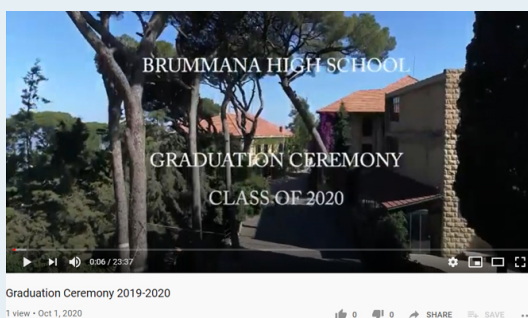 BRUMMANA HIGH SCHOOL
GRADUATION CEREMONY
CLASS OF 2020
0:06 / 23:37
Graduation Ceremony 2019-2020
1 view • Oct 1, 2020
0
0
SHARE
SAVE